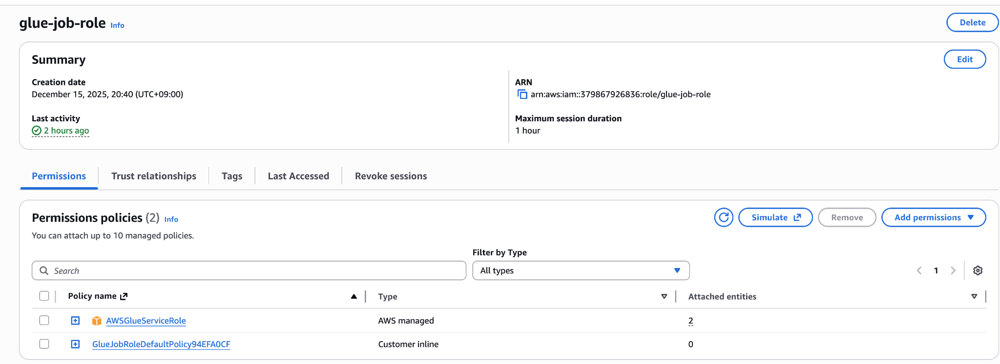 glue-job-role Info
Delete
Summary
Edit
Creation date
December 15, 2025, 20:40 (UTC+09:00)
ARN
arn:aws:iam::379867926836:role/glue-job-role
Last activity
2 hours ago
Maximum session duration
1 hour
Permissions Trust relationships Tags Last Accessed Revoke sessions
Permissions policies (2) Info
Simulate Remove Add permissions
You can attach up to 10 managed policies.
Filter by Type
Search All types 1
Policy name Type Attached entities
AWSGlueServiceRole AWS managed 2
GlueJobRoleDefaultPolicy94EFA0CF Customer inline 0